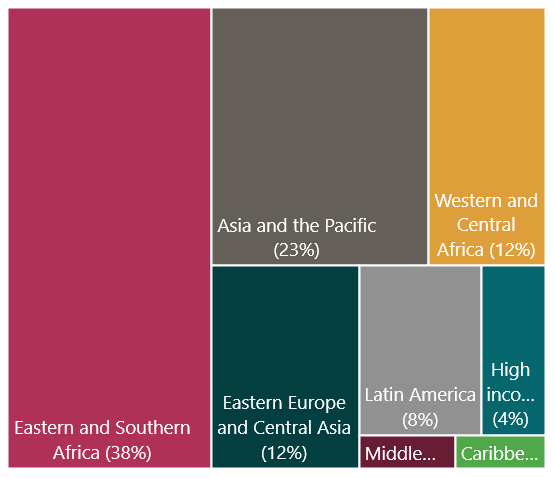 Asia and the Pacific
(23%)
Western and
Central
Africa (12%)
Eastern and Southern
Africa (38%)
Eastern Europe
and Central Asia
(12%)
Latin America
(8%)
High
inco...
(4%)
Middle...
Caribbe...